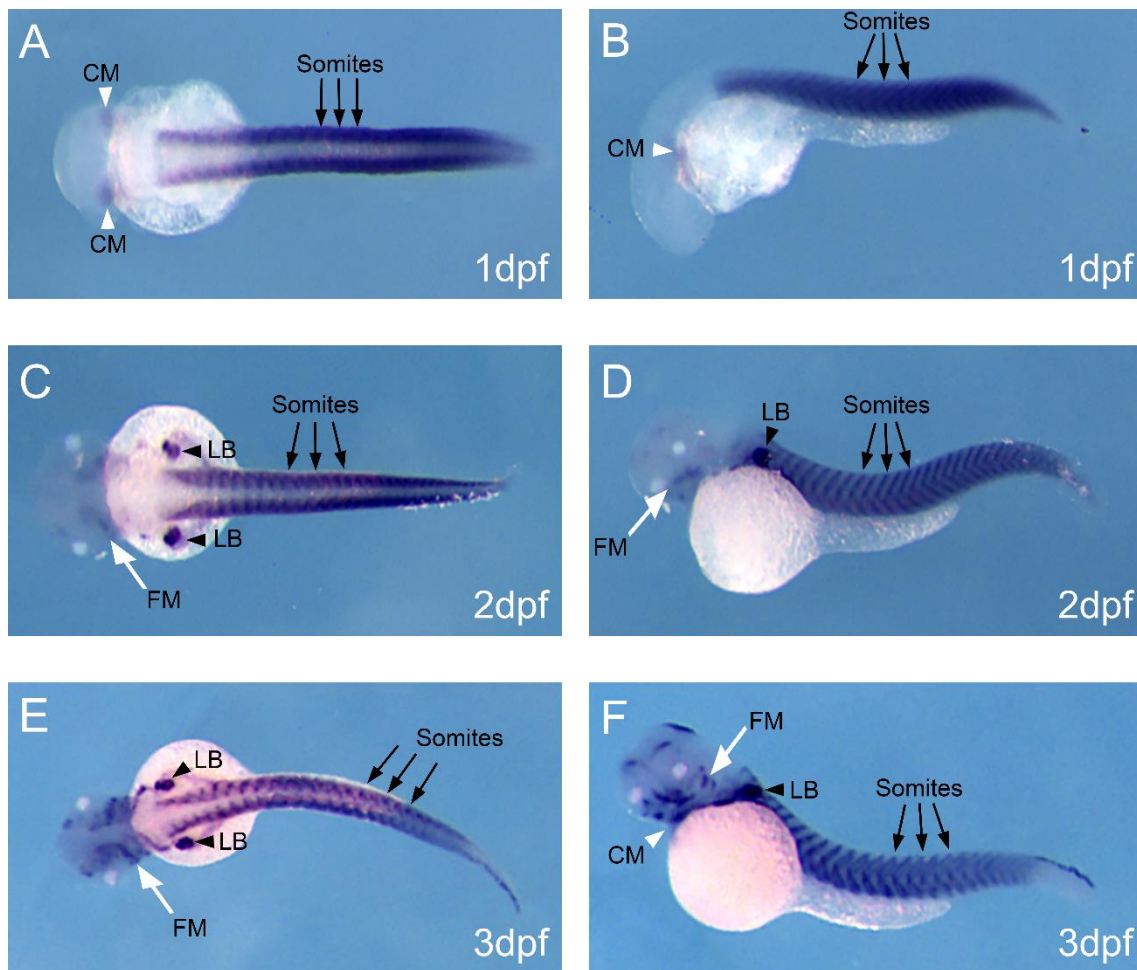 A
CM
Somites
CM
1dpf
B
Somites
CM
1dpf
C
Somites
LB
LB
FM
2dpf
D
LB
Somites
FM
2dpf
E
LB
Somites
LB
FM
3dpf
F
FM
LB
Somites
CM
3dpf